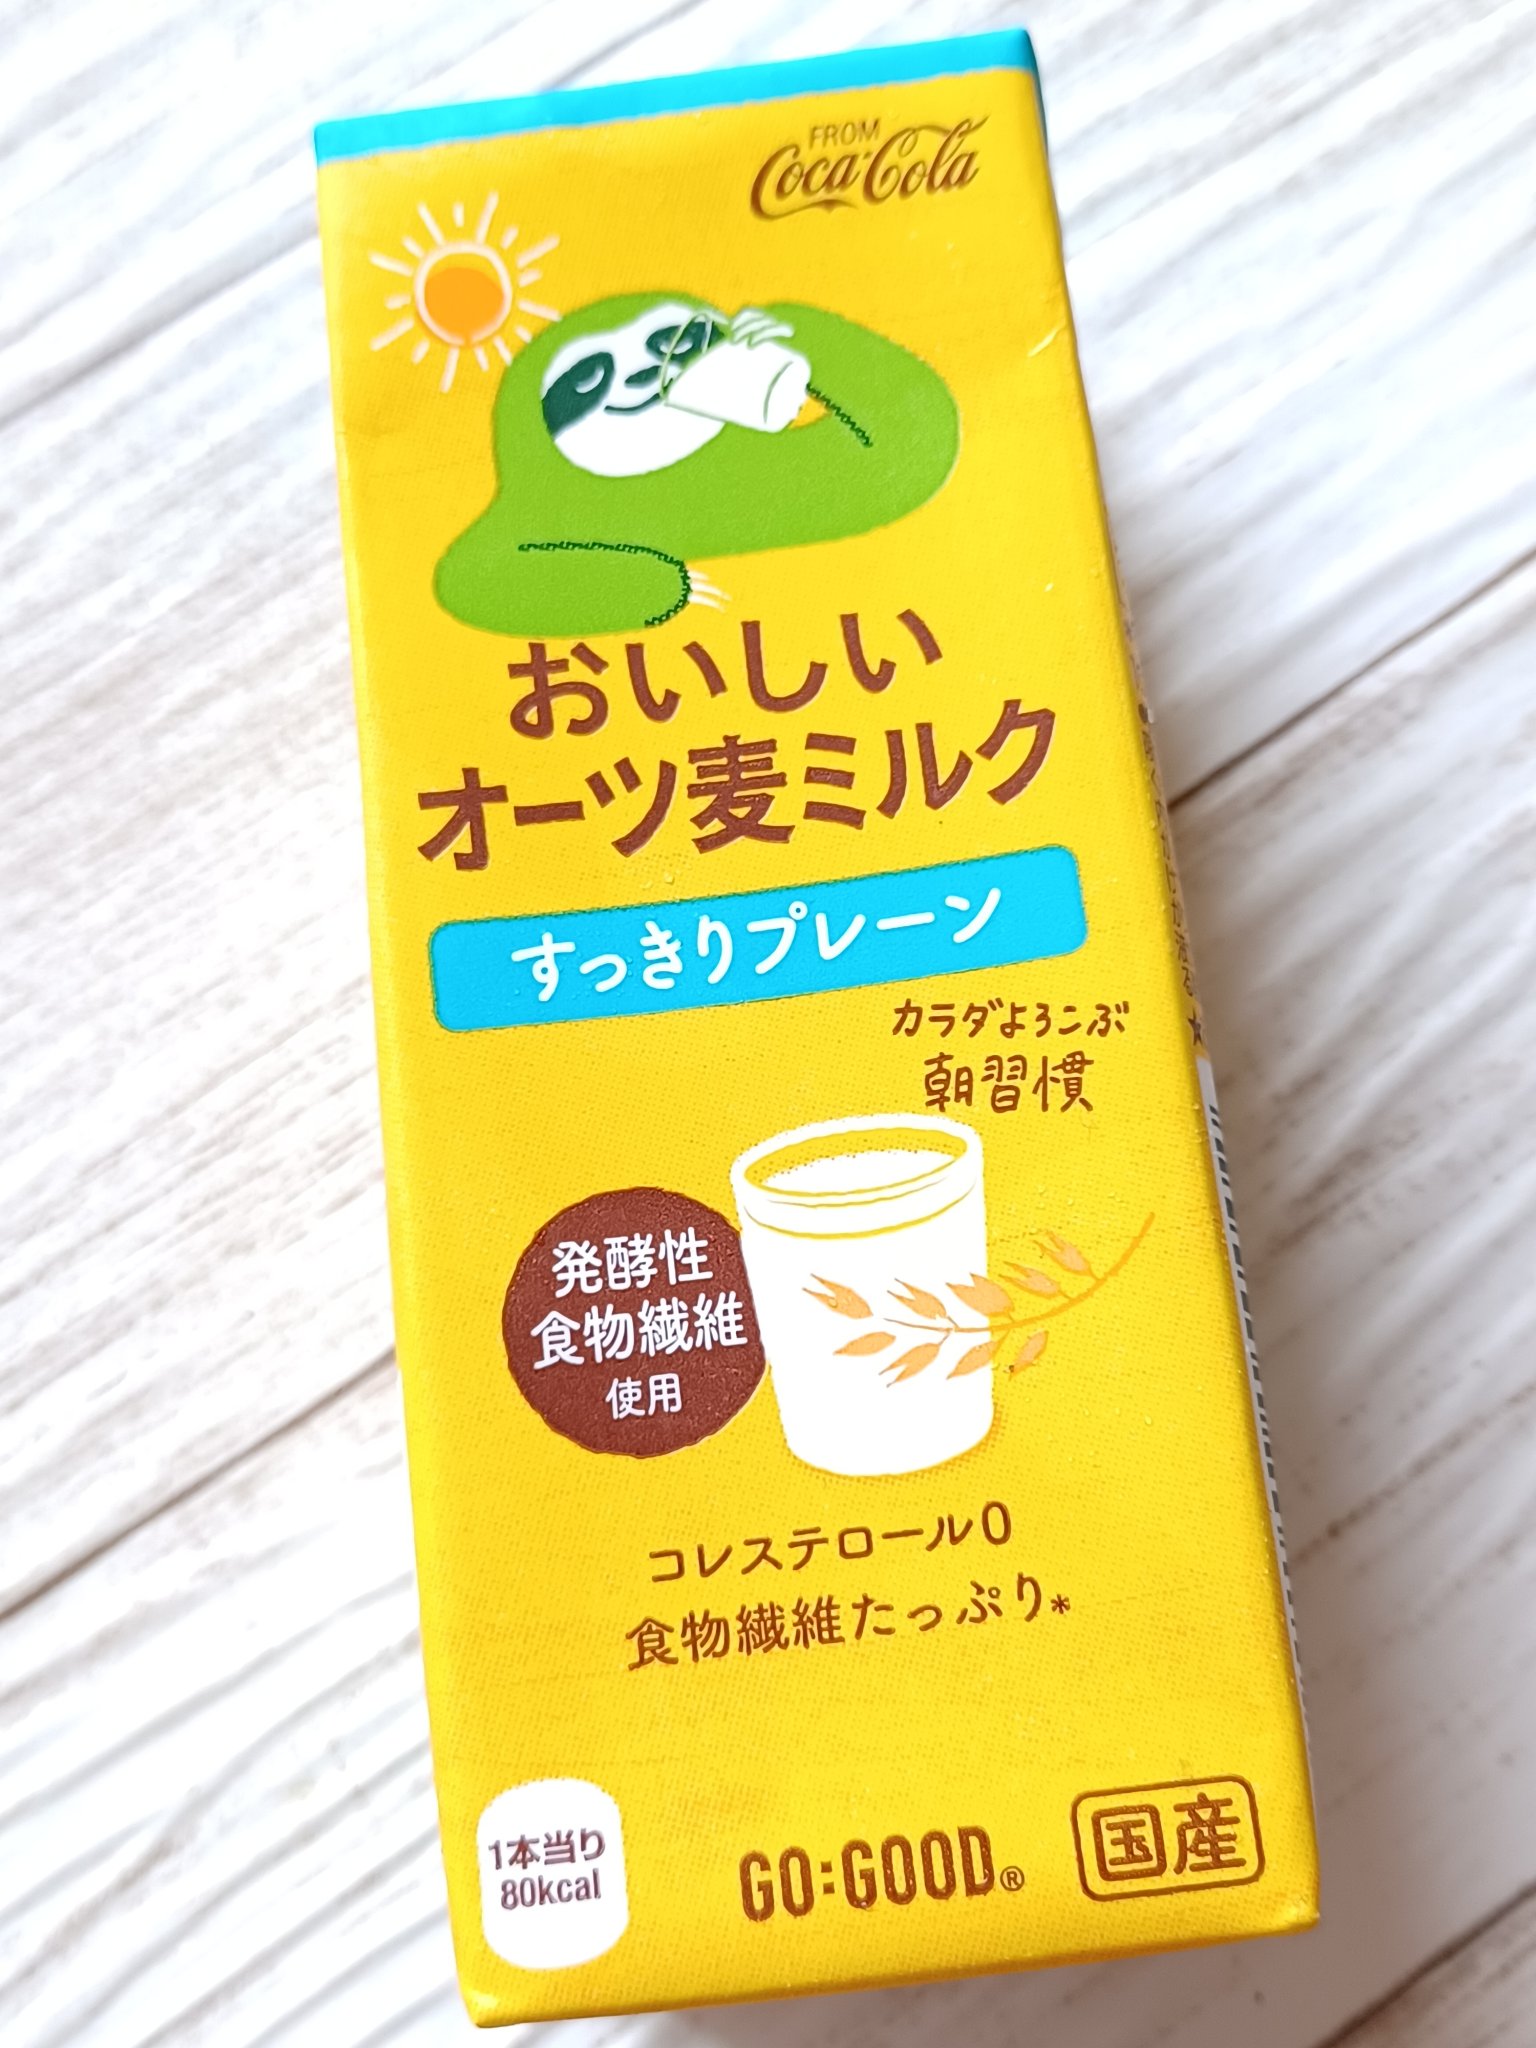 FROM
Coca-Cola
おいしい
オーツ麦ミルク
すっきりプレーン
カラダよろこぶ
朝習慣
発酵性
食物繊維
使用
コレステロール0
食物繊維たっぷり*
1本当り
80kcal
GO:GOOD®
国産